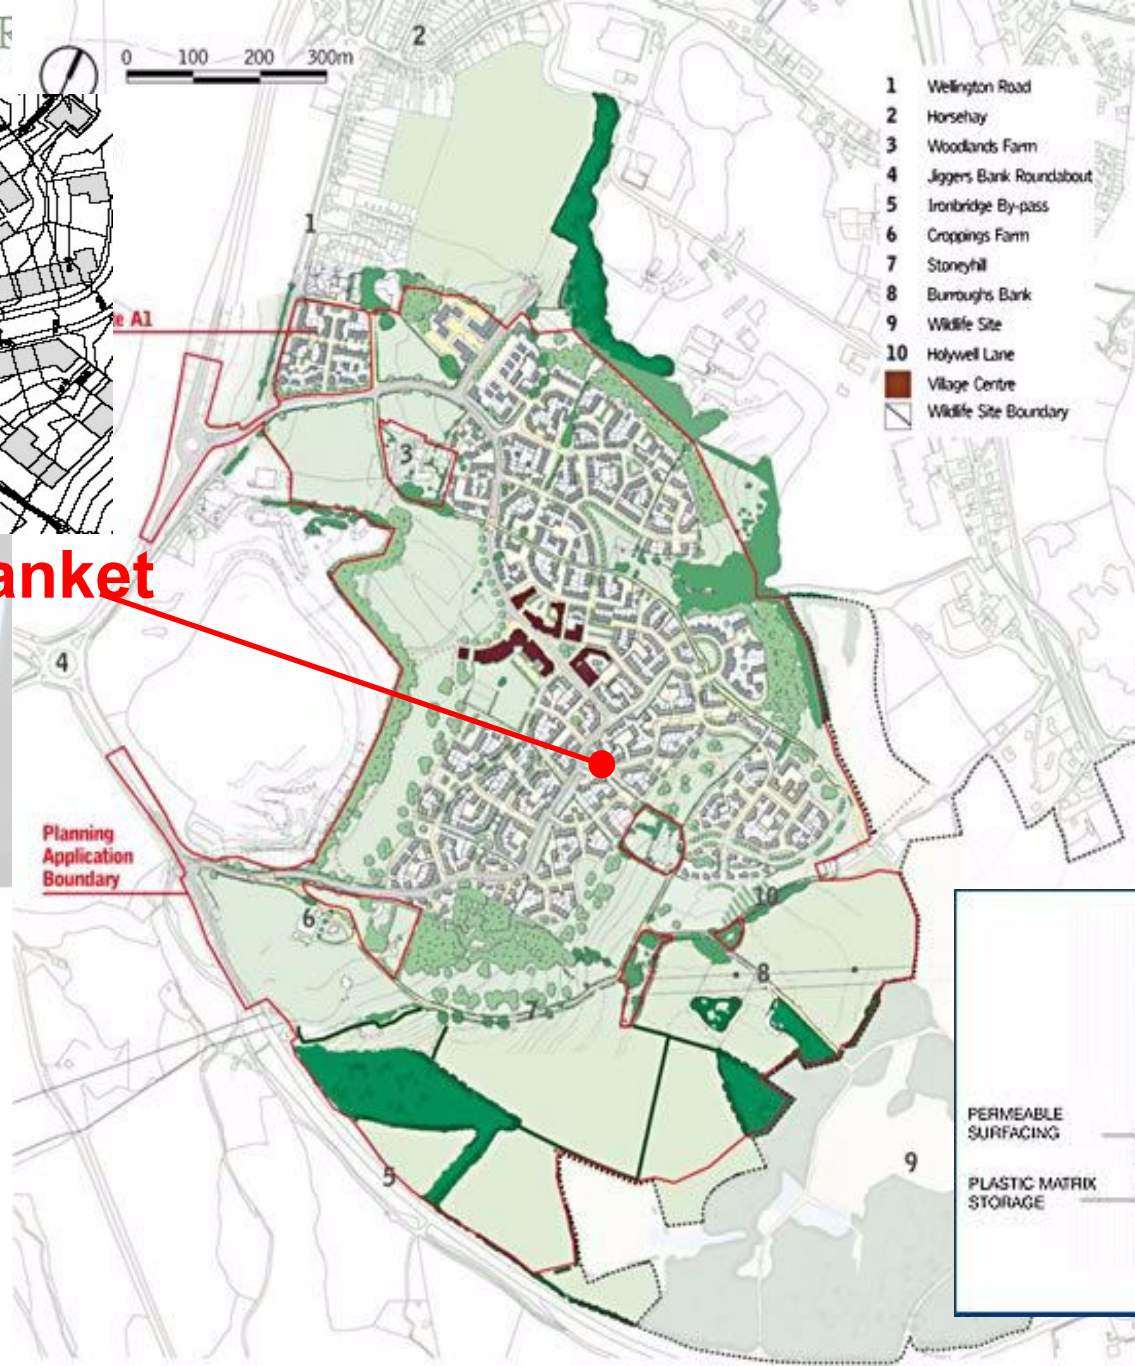 0 100 200 300m
1 Wellington Road
2 Horsehay
3 Woodlands Farm
4 Jiggers Bank Roundabout
5 Ironbridge By-pass
6 Croppings Farm
7 Stoneyhill
8 Burroughs Bank
9 Wildlife Site
10 Holywell Lane
Village Centre
Wildlife Site Boundary
2
1
e A1
3
anket
4
Planning
Application
Boundary
6
10
8
7
5
9
PERMEABLE
SURFACING
PLASTIC MATRIX
STORAGE